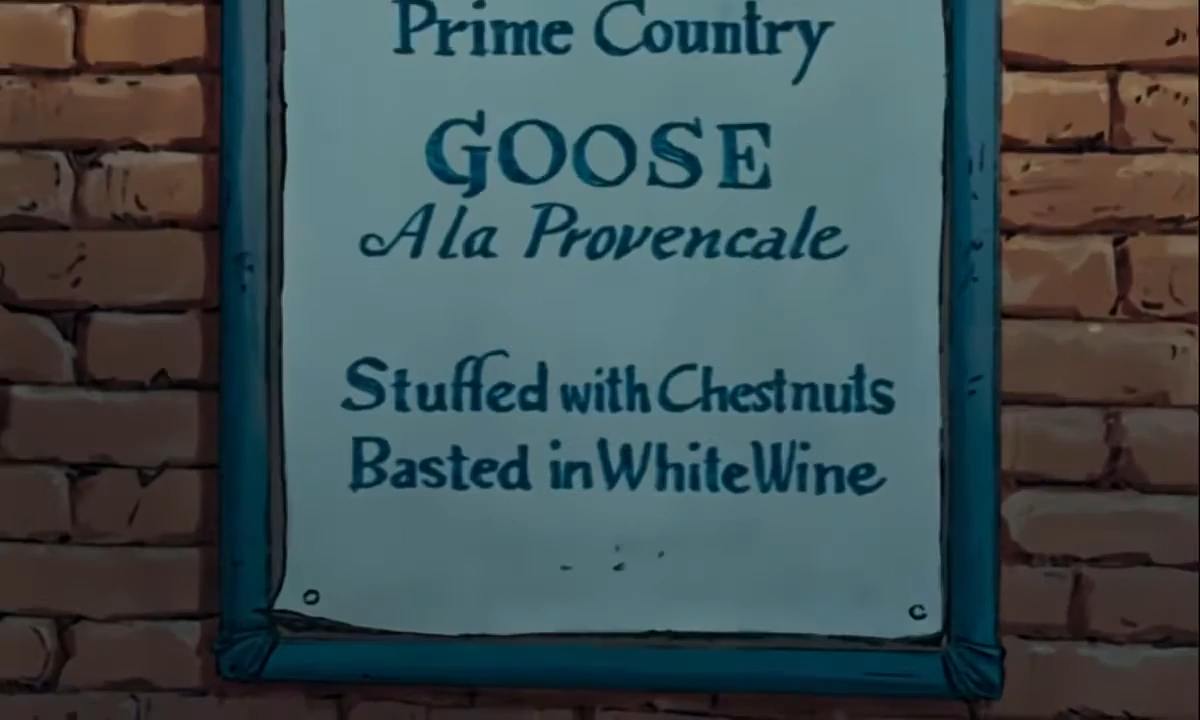 Prime Country
GOOSE
A la Provencale
Stuffed with Chestnuts
Basted in White Wine